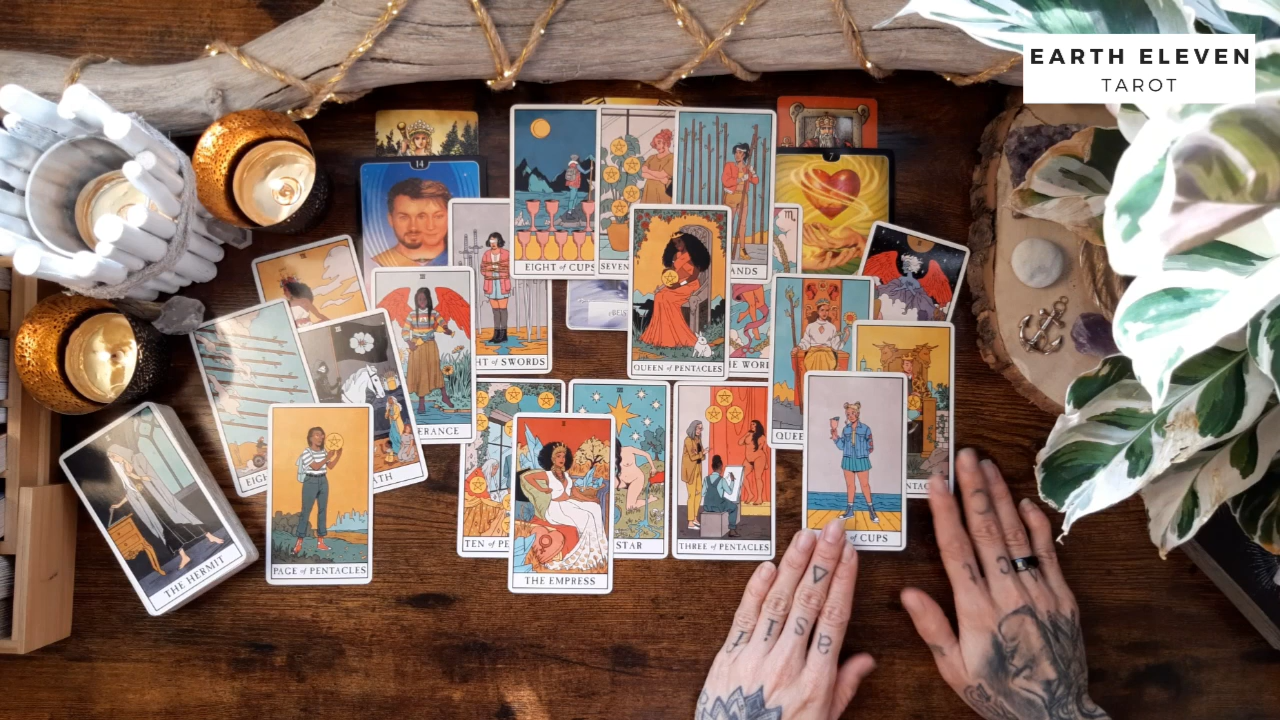 EARTH ELEVEN
TAROT
14
7
EIGHT of CUPS
SEVEN
ANDS
HT of SWORDS
QUEEN of PENTACLES
THE WORL
III
ERANCE
QUEE
EIG
ATH
PAGE of PENTACLES
TEN of PE
STAR
THREE of PENTACLES
of CUPS
NTAC
THE EMPRESS
THE HERMIT